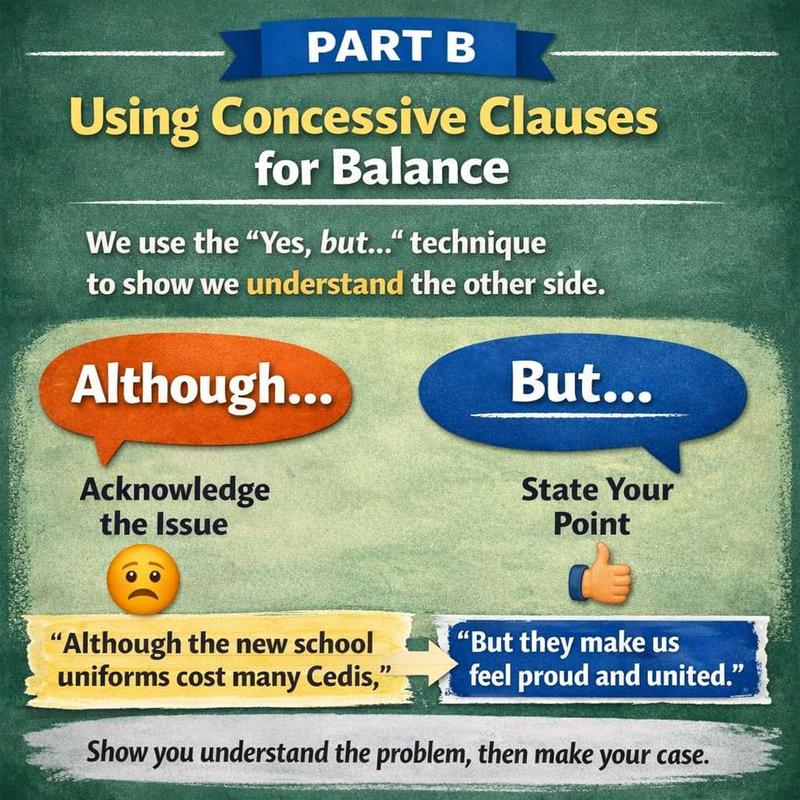 PART B
Using Concessive Clauses
for Balance
We use the “Yes, but...“ technique
to show we understand the other side.
Although...
But...
Acknowledge
the Issue
State Your
Point
“Although the new school
uniforms cost many Cedis,”
“But they make us
feel proud and united.”
Show you understand the problem, then make your case.